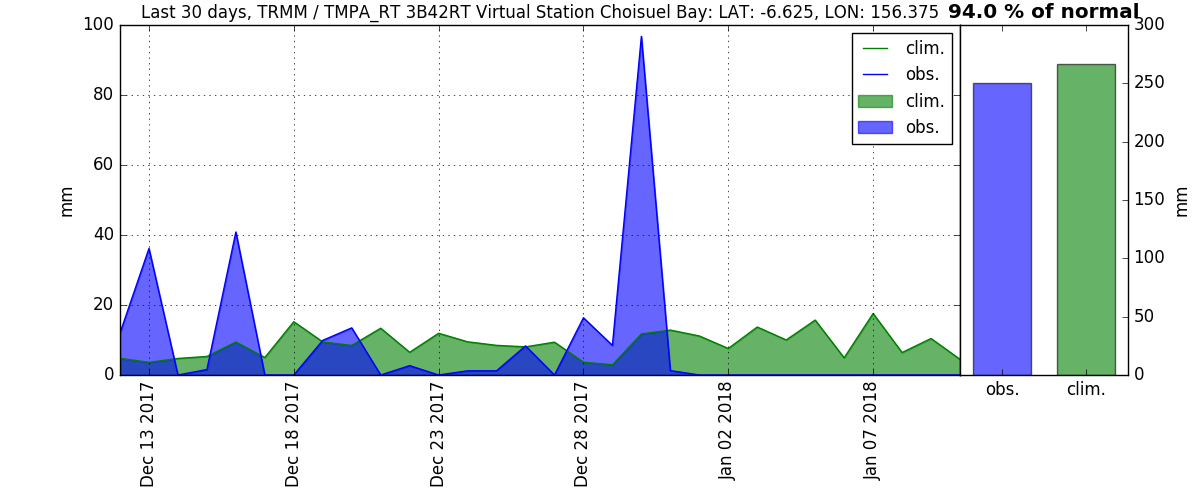 Last 30 days, TRMM / TMPA_RT 3B42RT Virtual Station Choisuel Bay: LAT: -6.625, LON: 156.375
94.0 % of normal
100
80
60
40
20
0
mm
clim.
obs.
clim.
obs.
Dec 13 2017
Dec 18 2017
Dec 23 2017
Dec 28 2017
Jan 02 2018
Jan 07 2018
300
250
200
150
100
50
0
mm
obs.
clim.